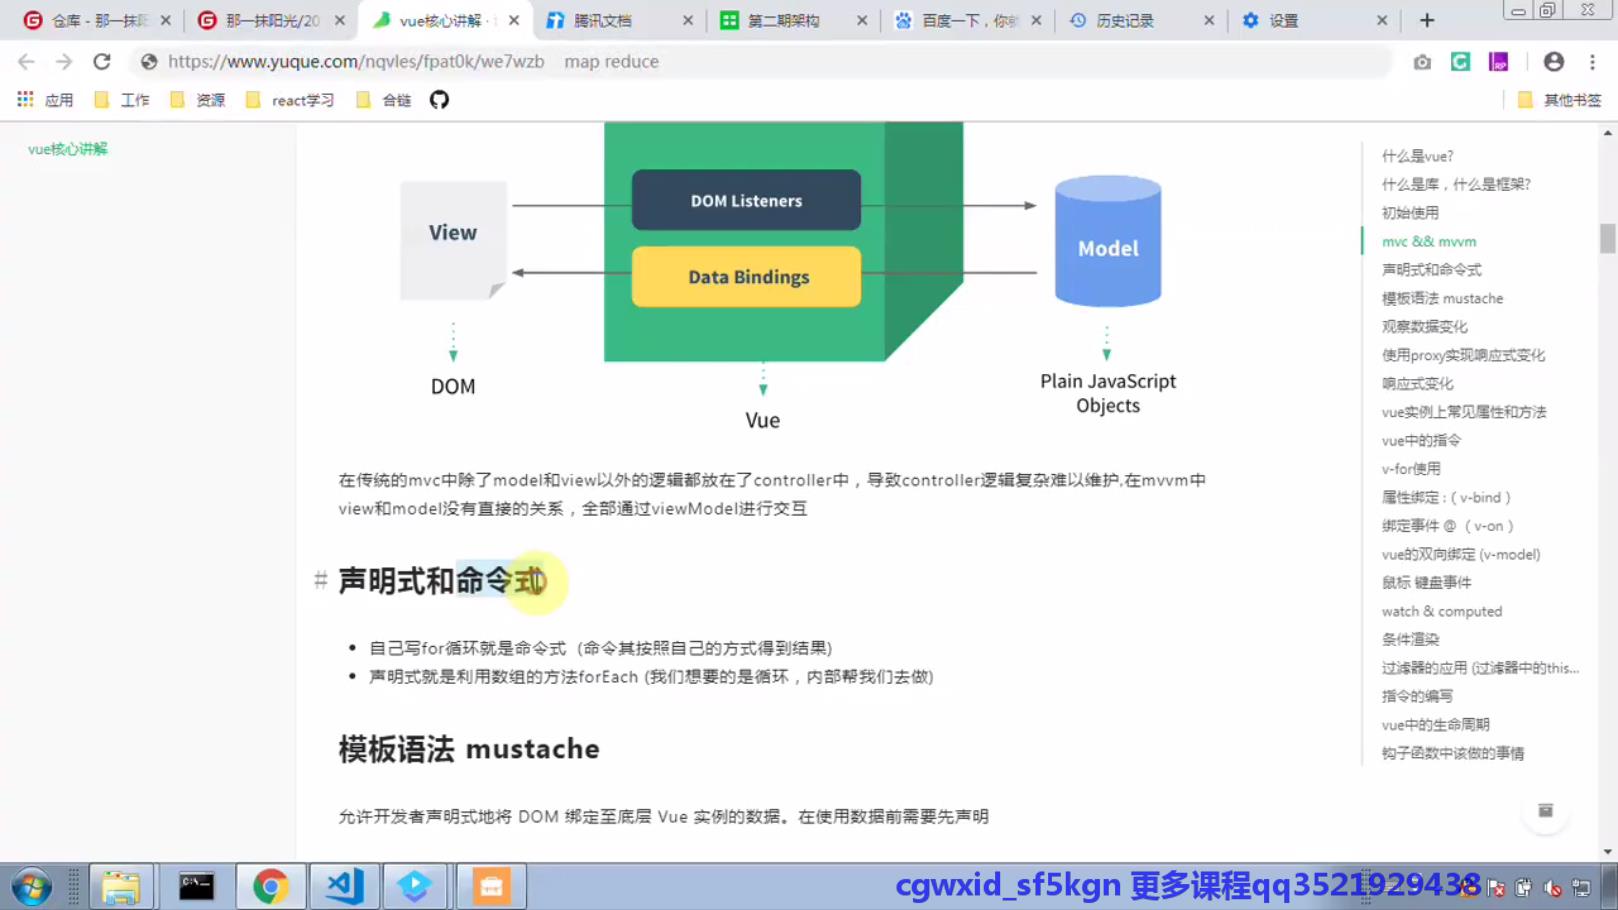 仓库 - 那一抹阳
那一抹阳光/20
vue核心讲解 ·
腾讯文档
第二期架构
百度一下，你就
历史记录
设置
https://www.yuque.com/nqvles/fpat0k/we7wzb map reduce
应用 工作 资源 react学习 合链 其他书签
vue核心讲解
View
DOM Listeners
Data Bindings
Model
DOM
Vue
Plain JavaScript
Objects
在传统的mvc中除了model和view以外的逻辑都放在了controller中，导致controller逻辑复杂难以维护,在mvvm中
view和model没有直接的关系，全部通过viewModel进行交互
# 声明式和命令式
• 自己写for循环就是命令式 (命令其按照自己的方式得到结果)
• 声明式就是利用数组的方法forEach (我们想要的是循环，内部帮我们去做)
模板语法 mustache
允许开发者声明式地将 DOM 绑定至底层 Vue 实例的数据。在使用数据前需要先声明
什么是vue?
什么是库，什么是框架?
初始使用
mvc && mvvm
声明式和命令式
模板语法 mustache
观察数据变化
使用proxy实现响应式变化
响应式变化
vue实例上常见属性和方法
vue中的指令
v-for使用
属性绑定 :（ v-bind ）
绑定事件 @ （ v-on ）
vue的双向绑定 (v-model)
鼠标 键盘事件
watch & computed
条件渲染
过滤器的应用 (过滤器中的this...
指令的编写
vue中的生命周期
钩子函数中该做的事情
cgwxid_sf5kgn 更多课程qq3521929438